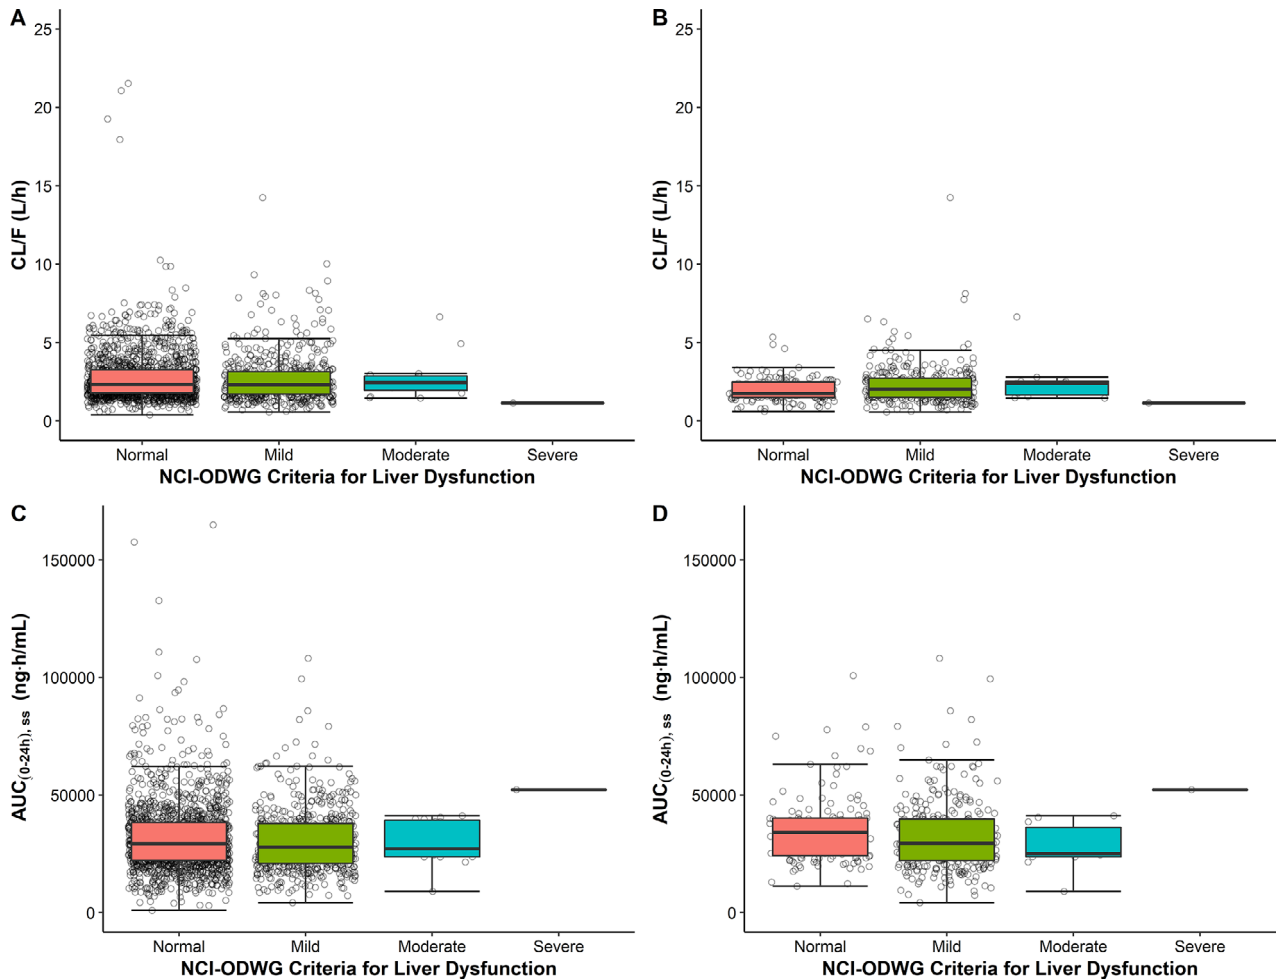 A
CL/F (L/h)
25
20
15
10
5
0
Normal Mild Moderate Severe
NCI-ODWG Criteria for Liver Dysfunction
B
CL/F (L/h)
25
20
15
10
5
0
Normal Mild Moderate Severe
NCI-ODWG Criteria for Liver Dysfunction
C
AUC(0-24h), ss (ng·h/mL)
150000
100000
50000
0
Normal Mild Moderate Severe
NCI-ODWG Criteria for Liver Dysfunction
D
AUC(0-24h), ss (ng·h/mL)
150000
100000
50000
0
Normal Mild Moderate Severe
NCI-ODWG Criteria for Liver Dysfunction